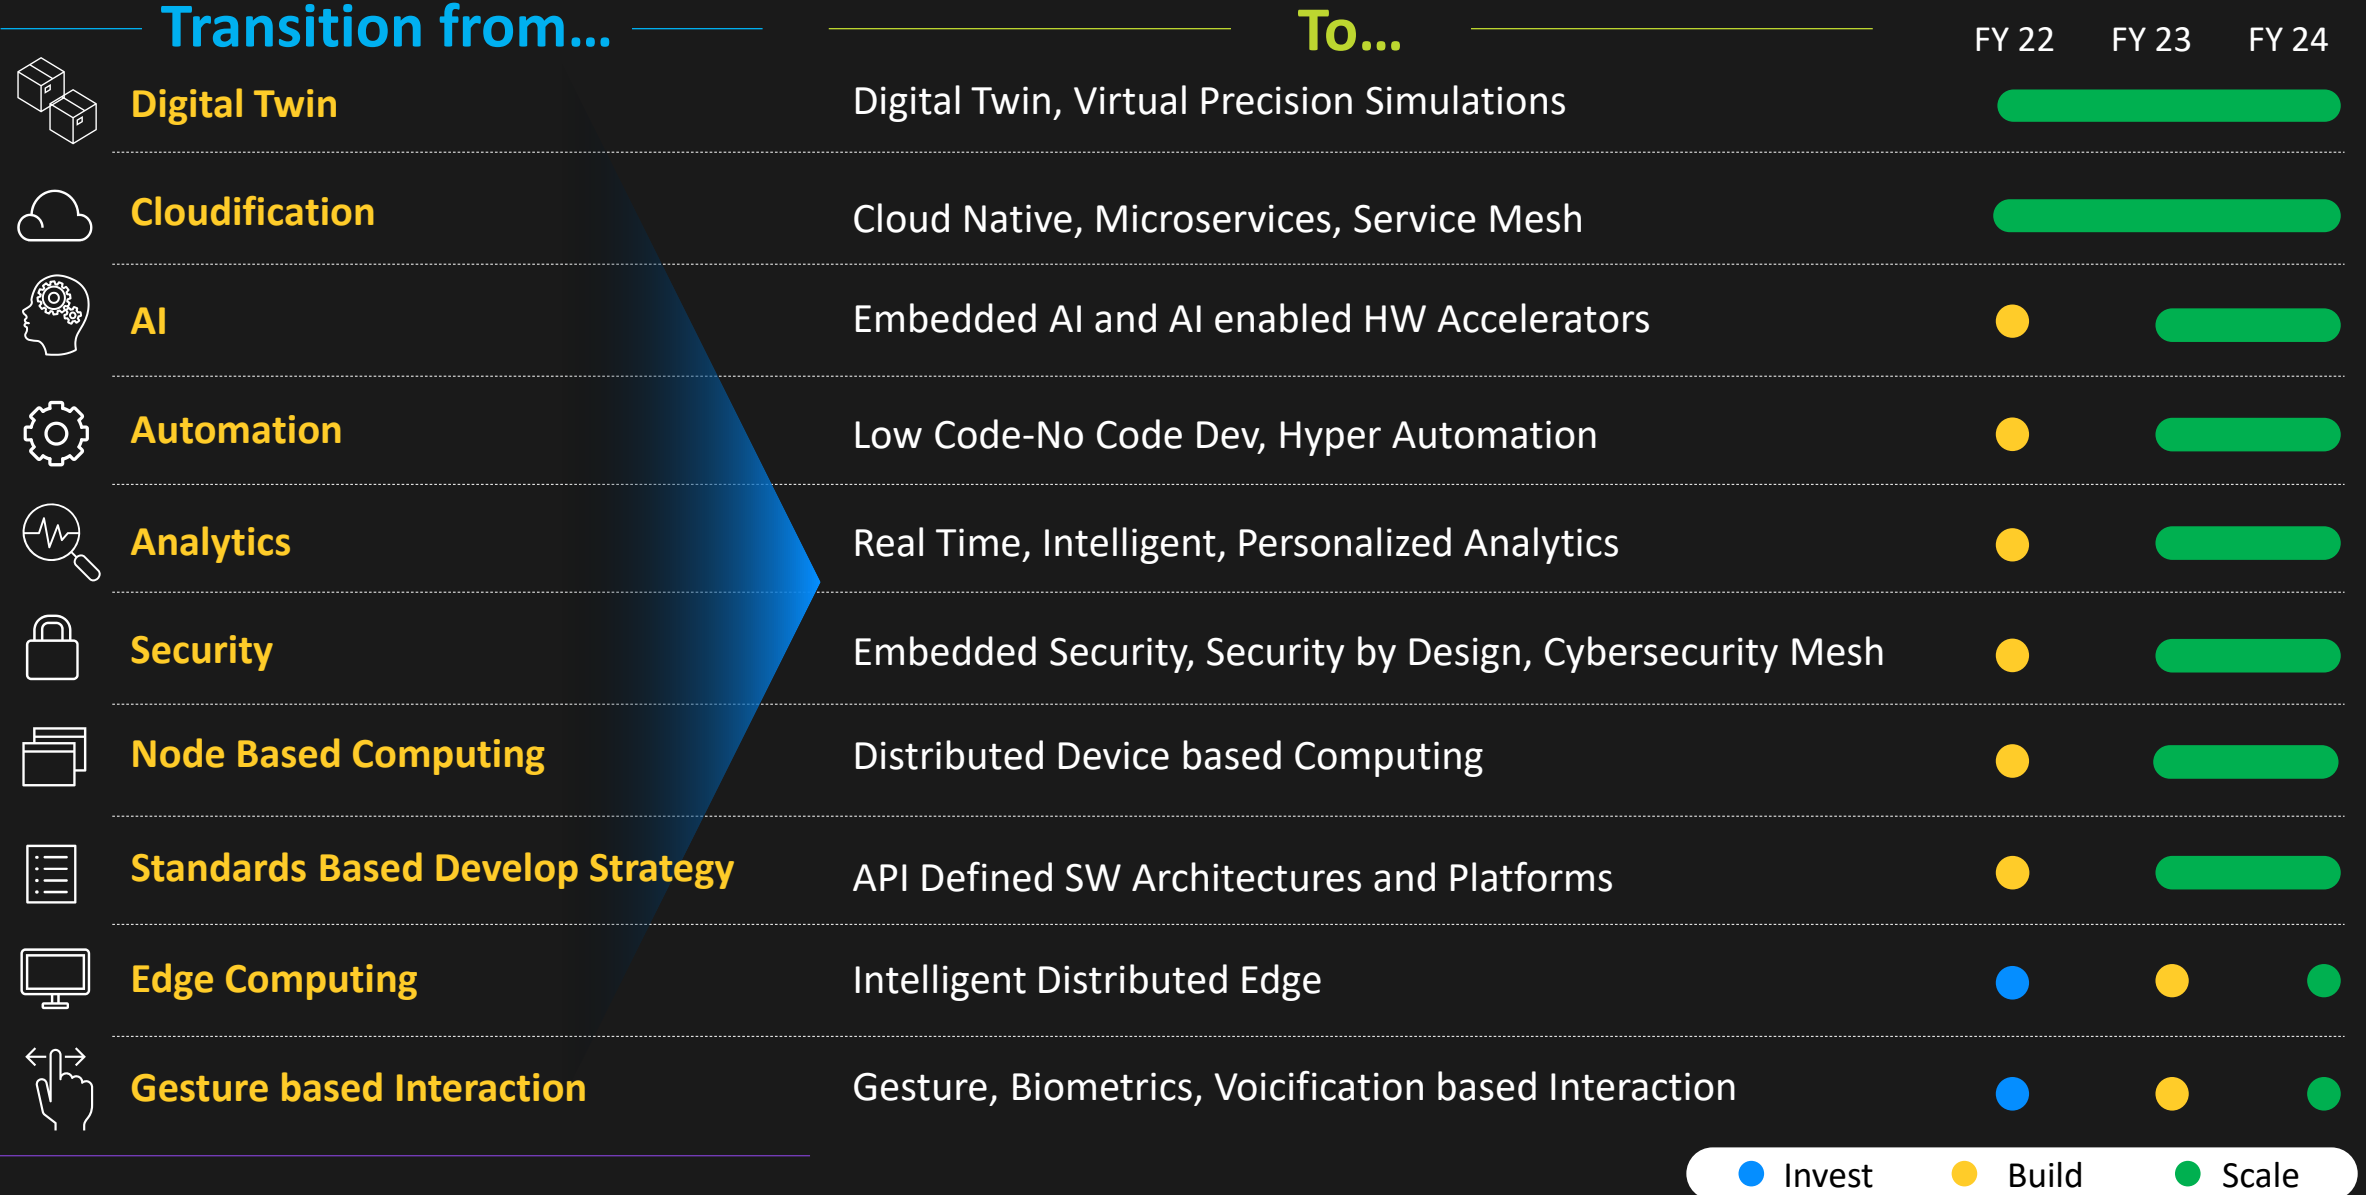 Transition from...
To...
FY 22 FY 23 FY 24
Digital Twin
Digital Twin, Virtual Precision Simulations
Cloudification
Cloud Native, Microservices, Service Mesh
AI
Embedded AI and AI enabled HW Accelerators
Automation
Low Code-No Code Dev, Hyper Automation
Analytics
Real Time, Intelligent, Personalized Analytics
Security
Embedded Security, Security by Design, Cybersecurity Mesh
Node Based Computing
Distributed Device based Computing
Standards Based Develop Strategy
API Defined SW Architectures and Platforms
Edge Computing
Intelligent Distributed Edge
Gesture based Interaction
Gesture, Biometrics, Voicification based Interaction
Invest Build Scale